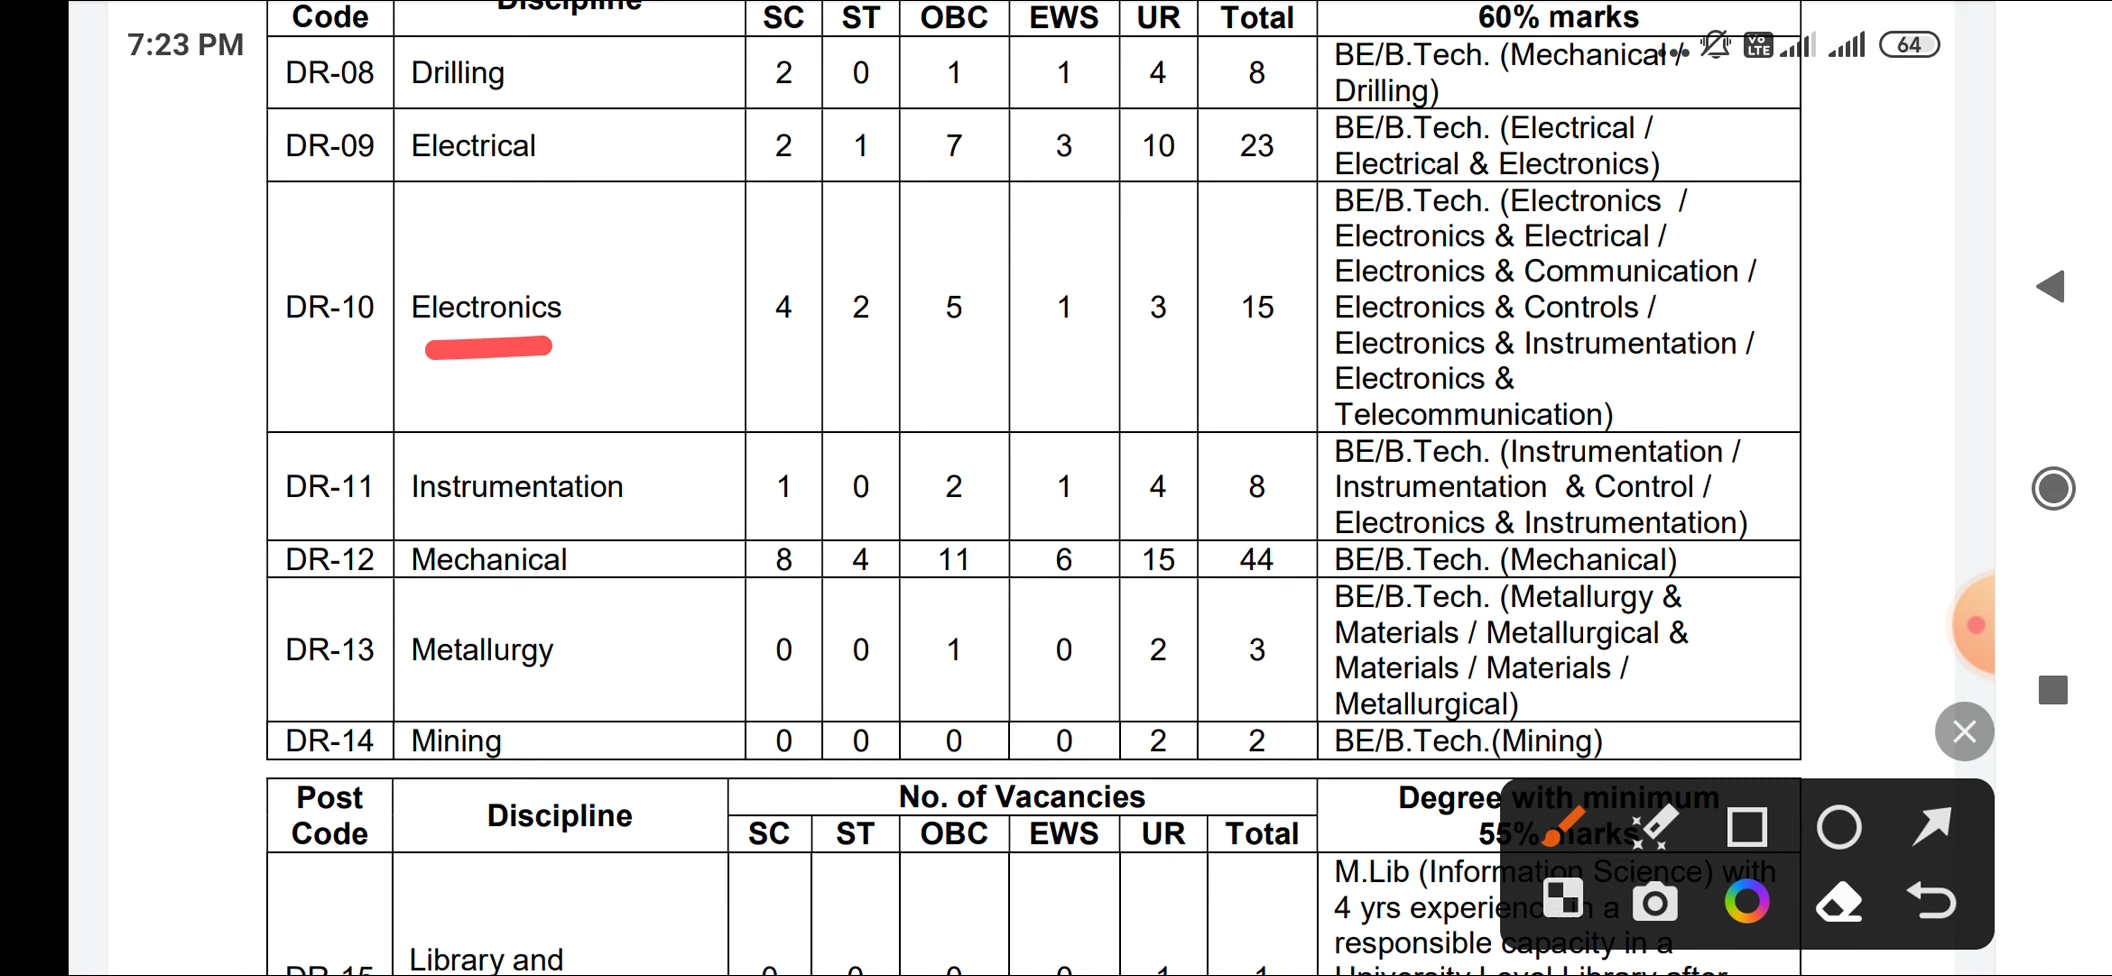 Code Discipline SC ST OBC EWS UR Total 60% marks
7:23 PM
VO LTE 64
DR-08 Drilling 2 0 1 1 4 8 BE/B.Tech. (Mechanical /
Drilling)
DR-09 Electrical 2 1 7 3 10 23 BE/B.Tech. (Electrical /
Electrical & Electronics)
DR-10 Electronics 4 2 5 1 3 15 BE/B.Tech. (Electronics /
Electronics & Electrical /
Electronics & Communication /
Electronics & Controls /
Electronics & Instrumentation /
Electronics &
Telecommunication)
DR-11 Instrumentation 1 0 2 1 4 8 BE/B.Tech. (Instrumentation /
Instrumentation & Control /
Electronics & Instrumentation)
DR-12 Mechanical 8 4 11 6 15 44 BE/B.Tech. (Mechanical)
DR-13 Metallurgy 0 0 1 0 2 3 BE/B.Tech. (Metallurgy &
Materials / Metallurgical &
Materials / Materials /
Metallurgical)
DR-14 Mining 0 0 0 0 2 2 BE/B.Tech.(Mining)
Post Code Discipline No. of Vacancies Degree with minimum
SC ST OBC EWS UR Total 55% marks
M.Lib (Information Science) with
4 yrs experience in a
responsible capacity in a
DR-15 Library and 0 0 0 0 1 1 University Level Library after